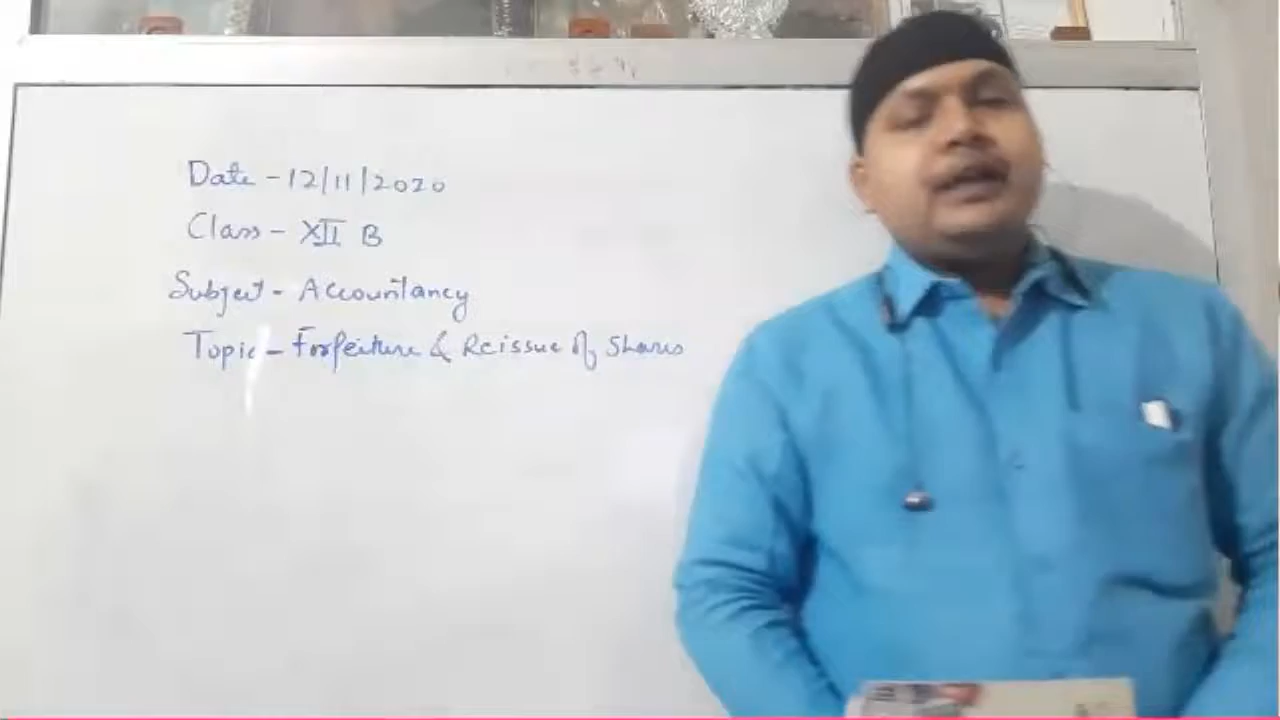 Date - 12/11/2020
Class - XII B
Subject - Accountancy
Topic - Forfeiture & Reissue of Shares